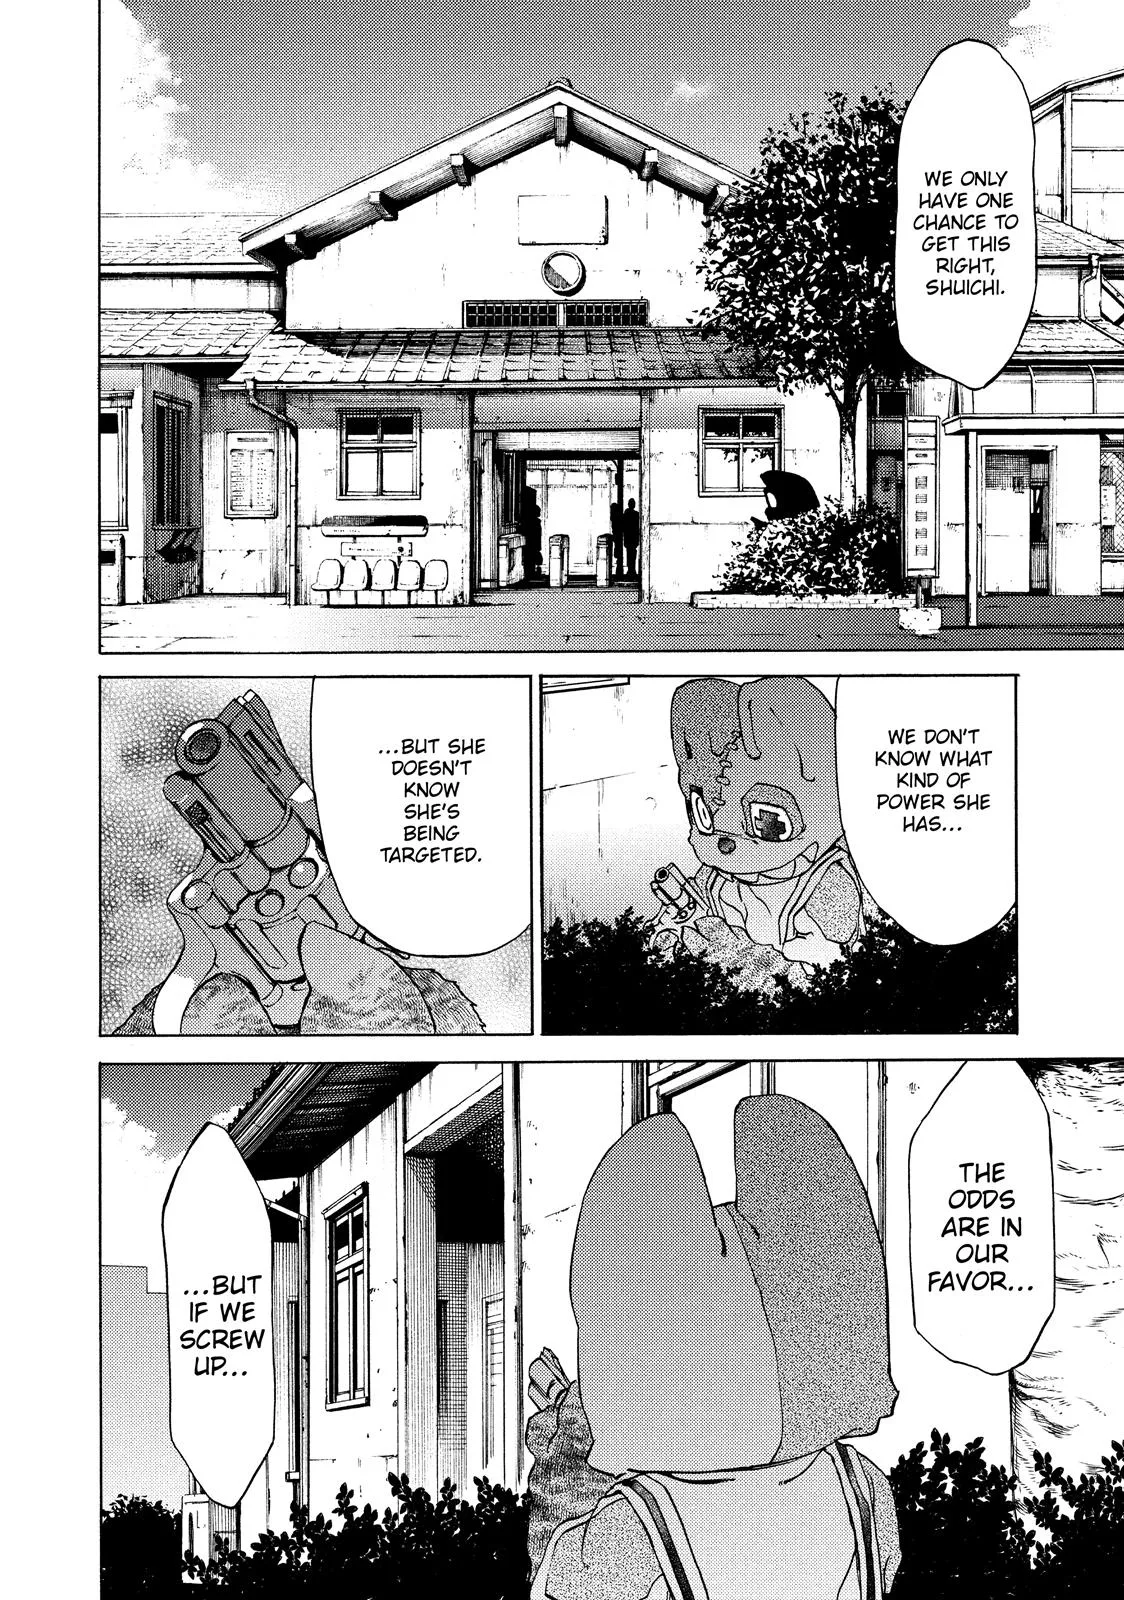 WE ONLY
HAVE ONE
CHANCE TO
GET THIS
RIGHT,
SHUICHI.
WE DON'T
KNOW WHAT
KIND OF
POWER SHE
HAS...
...BUT SHE
DOESN'T
KNOW
SHE'S
BEING
TARGETED.
THE
ODDS
ARE IN
OUR
FAVOR...
...BUT
IF WE
SCREW
UP...